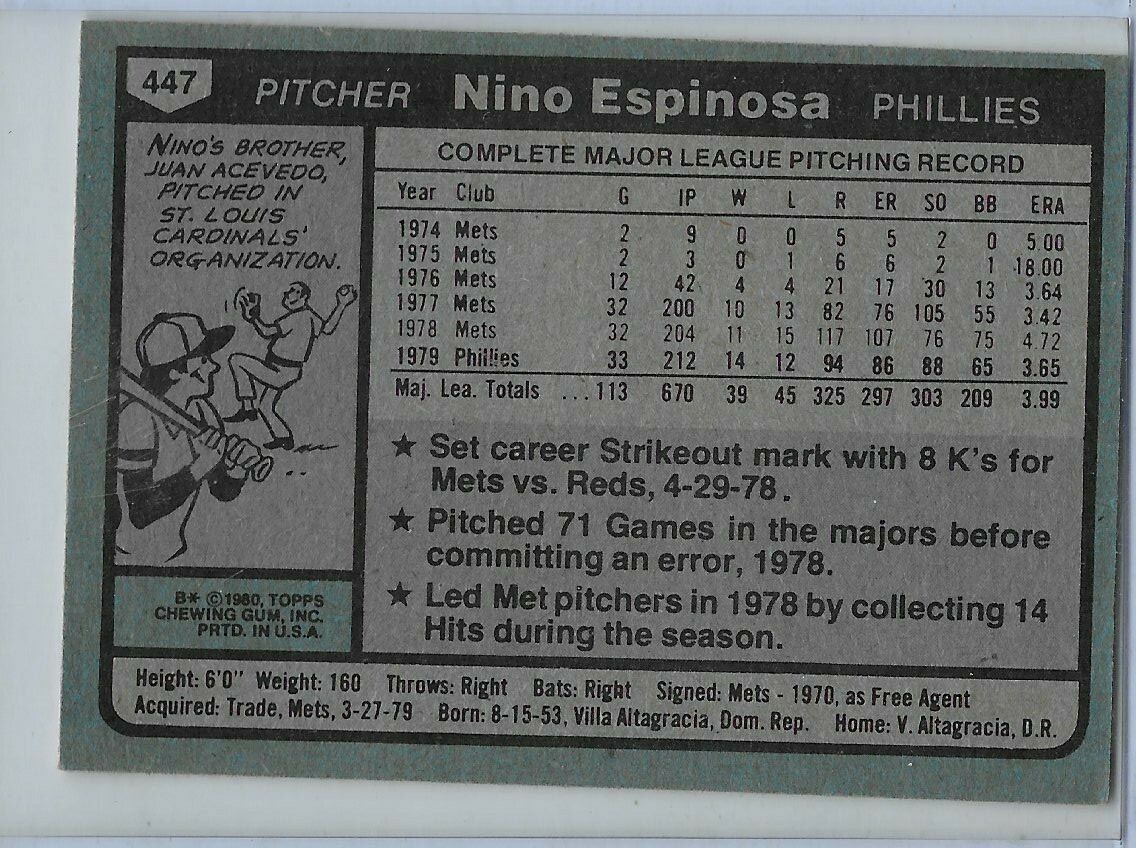 447 PITCHER Nino Espinosa PHILLIES
NINO'S BROTHER,
JUAN ACEVEDO,
PITCHED IN
ST. LOUIS
CARDINALS'
ORGANIZATION.
B* ©1980, TOPPS
CHEWING GUM, INC.
PRTD. IN U.S.A.
COMPLETE MAJOR LEAGUE PITCHING RECORD
Year Club G IP W L R ER SO BB ERA
1974 Mets 2 9 0 0 5 5 2 0 5.00
1975 Mets 2 3 0 1 6 6 2 1 18.00
1976 Mets 12 42 4 4 21 17 30 13 3.64
1977 Mets 32 200 10 13 82 76 105 55 3.42
1978 Mets 32 204 11 15 117 107 76 75 4.72
1979 Phillies 33 212 14 12 94 86 88 65 3.65
Maj. Lea. Totals ...113 670 39 45 325 297 303 209 3.99
★ Set career Strikeout mark with 8 K's for
Mets vs. Reds, 4-29-78.
★ Pitched 71 Games in the majors before
committing an error, 1978.
★ Led Met pitchers in 1978 by collecting 14
Hits during the season.
Height: 6'0" Weight: 160 Throws: Right Bats: Right Signed: Mets - 1970, as Free Agent
Acquired: Trade, Mets, 3-27-79 Born: 8-15-53, Villa Altagracia, Dom. Rep. Home: V. Altagracia, D.R.